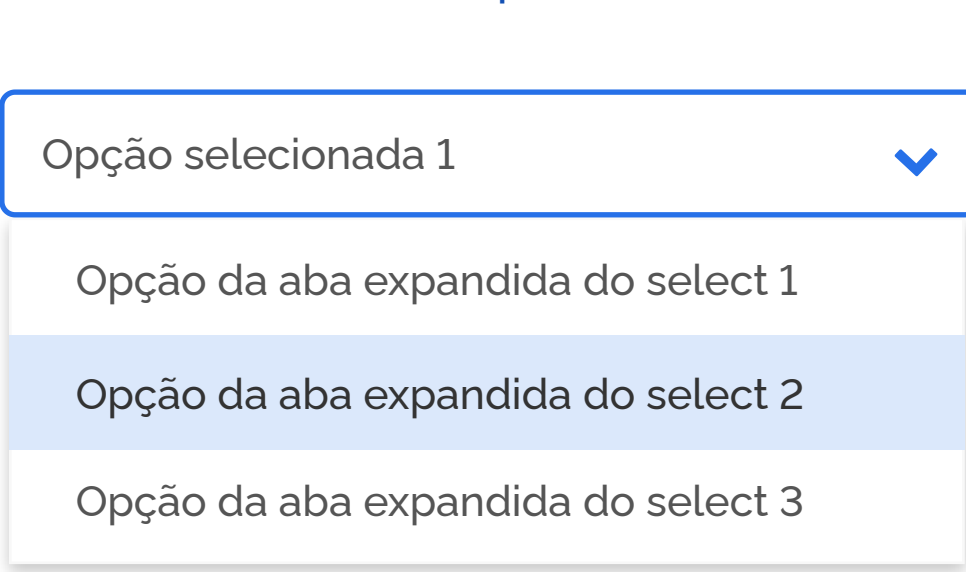 Opção selecionada 1
Opção da aba expandida do select 1
Opção da aba expandida do select 2
Opção da aba expandida do select 3